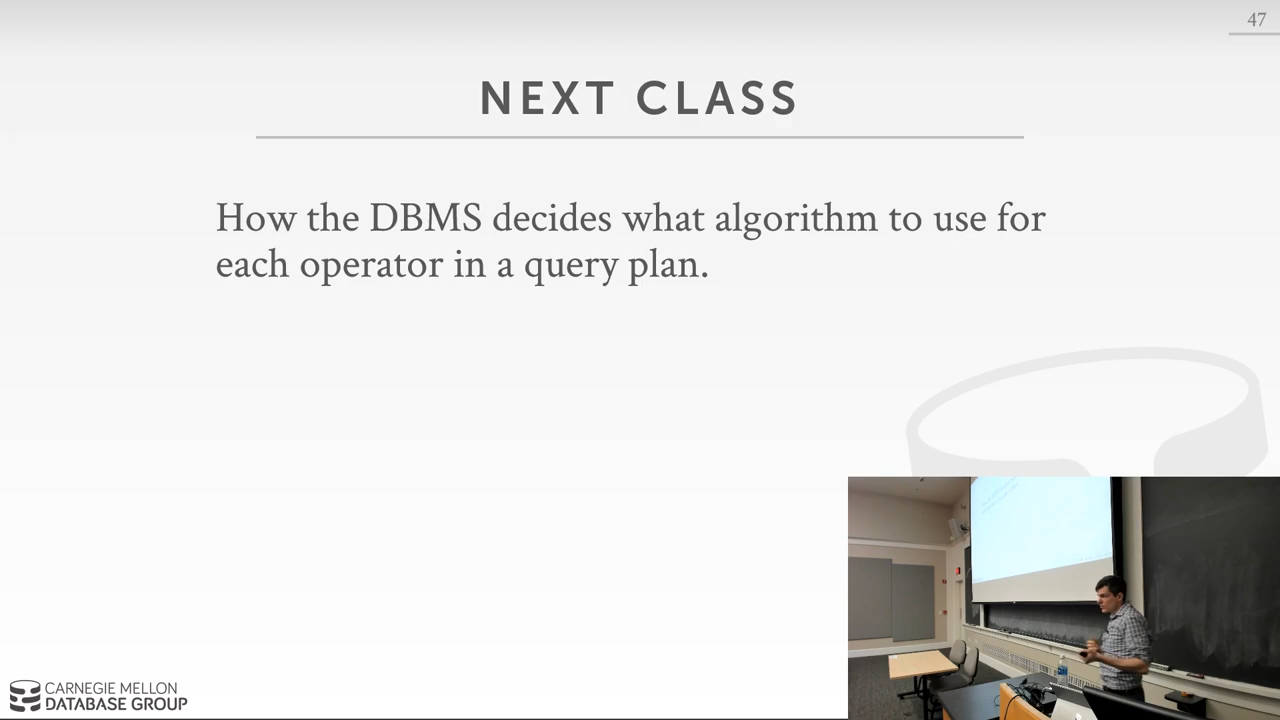 47
NEXT CLASS
How the DBMS decides what algorithm to use for
each operator in a query plan.
CARNEGIE MELLON
DATABASE GROUP